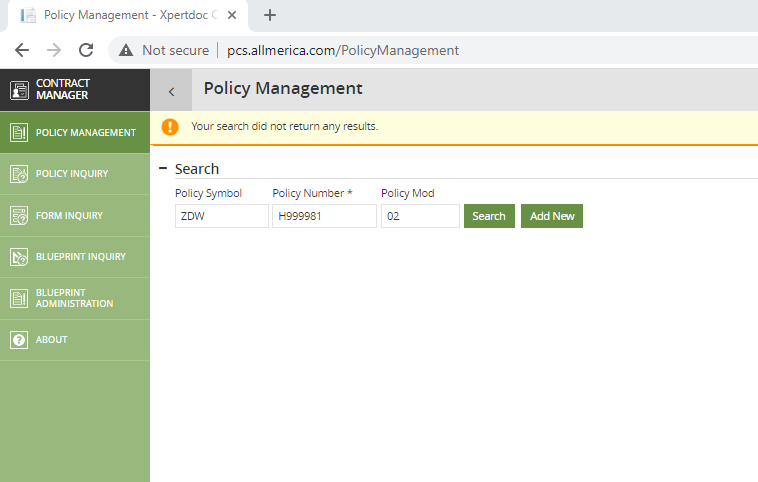 Policy Management - Xpertdoc C
Not secure | pcs.allmerica.com/PolicyManagement
CONTRACT
MANAGER
Policy Management
POLICY MANAGEMENT
Your search did not return any results.
POLICY INQUIRY
Search
Policy Symbol Policy Number * Policy Mod
ZDW H999981 02 Search Add New
FORM INQUIRY
BLUEPRINT INQUIRY
BLUEPRINT
ADMINISTRATION
ABOUT